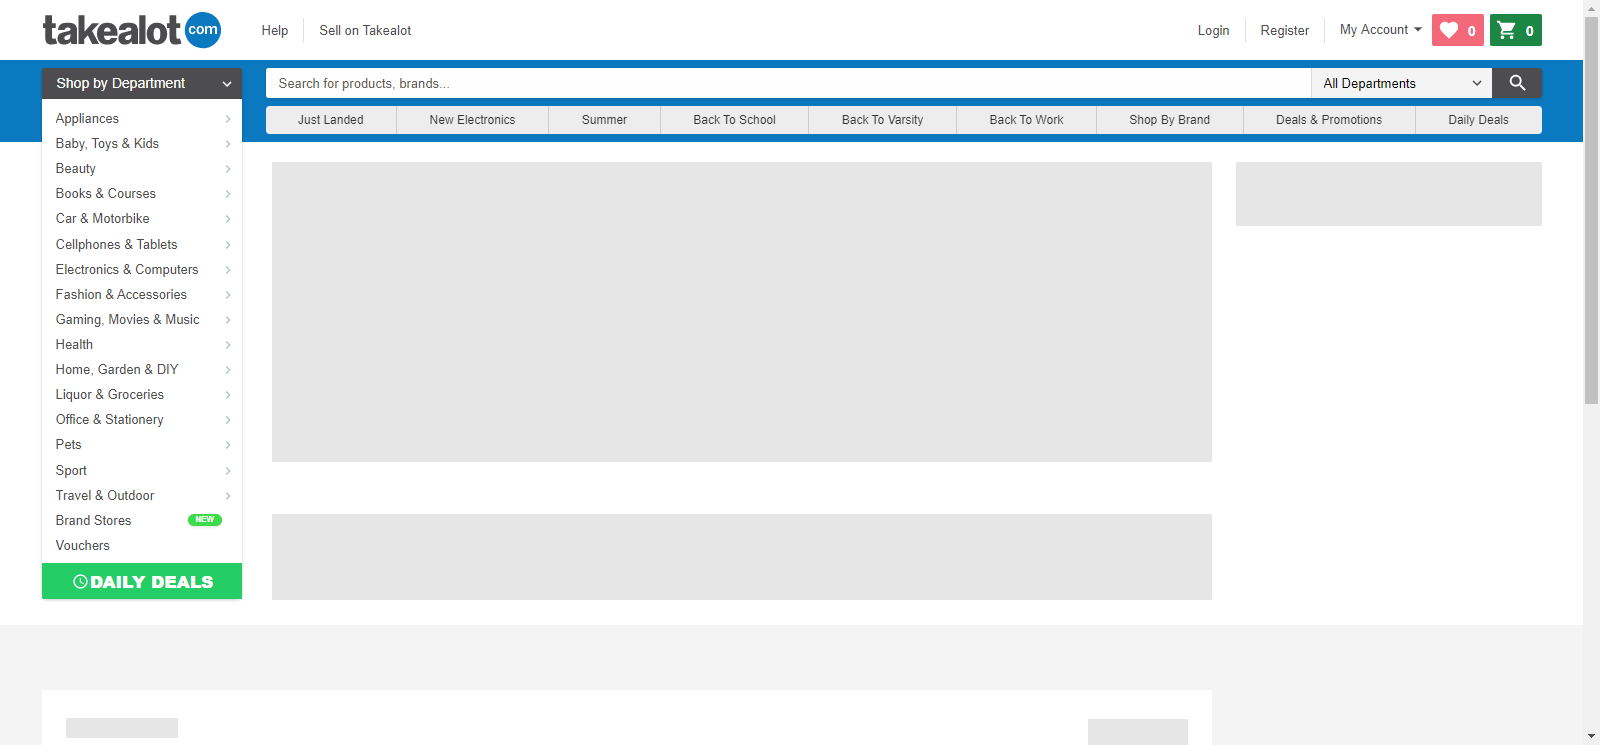 takealot com
Help
Sell on Takealot
Login
Register
My Account
0
0
Shop by Department
Search for products, brands...
All Departments
Just Landed
New Electronics
Summer
Back To School
Back To Varsity
Back To Work
Shop By Brand
Deals & Promotions
Daily Deals
Appliances
Baby, Toys & Kids
Beauty
Books & Courses
Car & Motorbike
Cellphones & Tablets
Electronics & Computers
Fashion & Accessories
Gaming, Movies & Music
Health
Home, Garden & DIY
Liquor & Groceries
Office & Stationery
Pets
Sport
Travel & Outdoor
Brand Stores NEW
Vouchers
DAILY DEALS